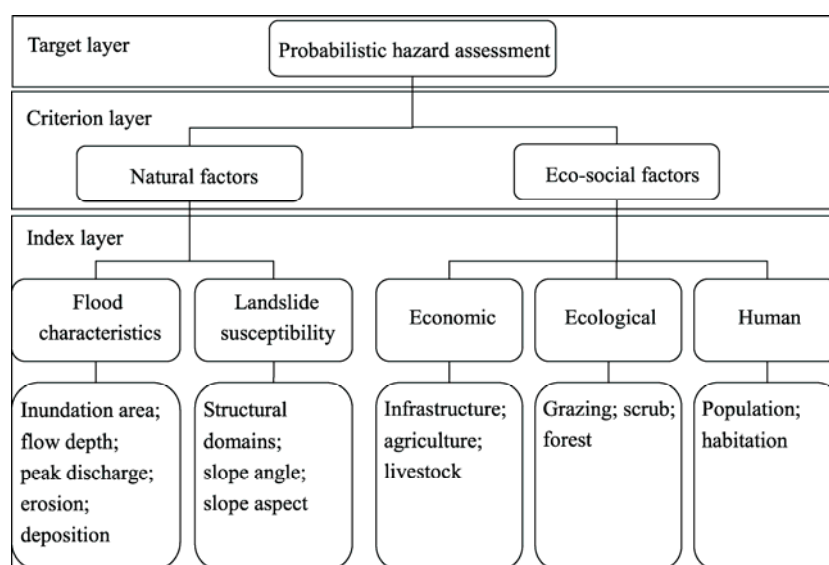 Target layer
Probabilistic hazard assessment
Criterion layer
Natural factors
Eco-social factors
Index layer
Flood
characteristics
Landslide
susceptibility
Economic
Ecological
Human
Inundation area;
flow depth;
peak discharge;
erosion;
deposition
Structural
domains;
slope angle;
slope aspect
Infrastructure;
agriculture;
livestock
Grazing; scrub;
forest
Population;
habitation